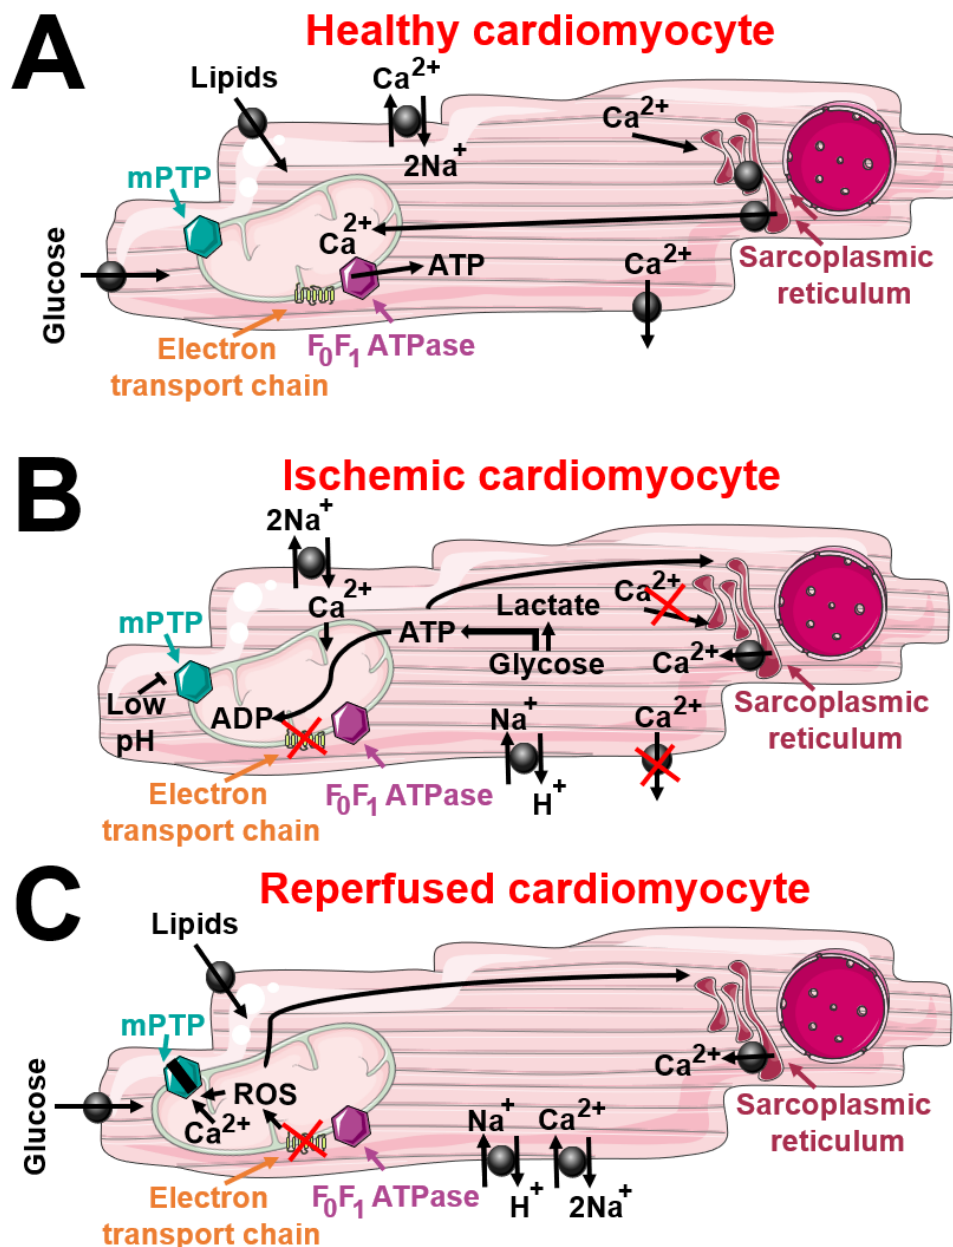 A
Healthy cardiomyocyte
Lipids
Ca2+
2Na+
Ca2+
mPTP
Glucose
Ca2+
ATP
Ca2+
Sarcoplasmic
reticulum
Electron
transport chain
F0F1 ATPase
B
Ischemic cardiomyocyte
2Na+
Ca2+
mPTP
Low
pH
ADP
ATP
Lactate
Glycose
Ca2+
Ca2+
Na+
H+
Ca2+
Sarcoplasmic
reticulum
Electron
transport chain
F0F1 ATPase
C
Reperfused cardiomyocyte
Lipids
mPTP
Glucose
ROS
Ca2+
Ca2+
Na+
H+
Ca2+
2Na+
Sarcoplasmic
reticulum
Electron
transport chain
F0F1 ATPase